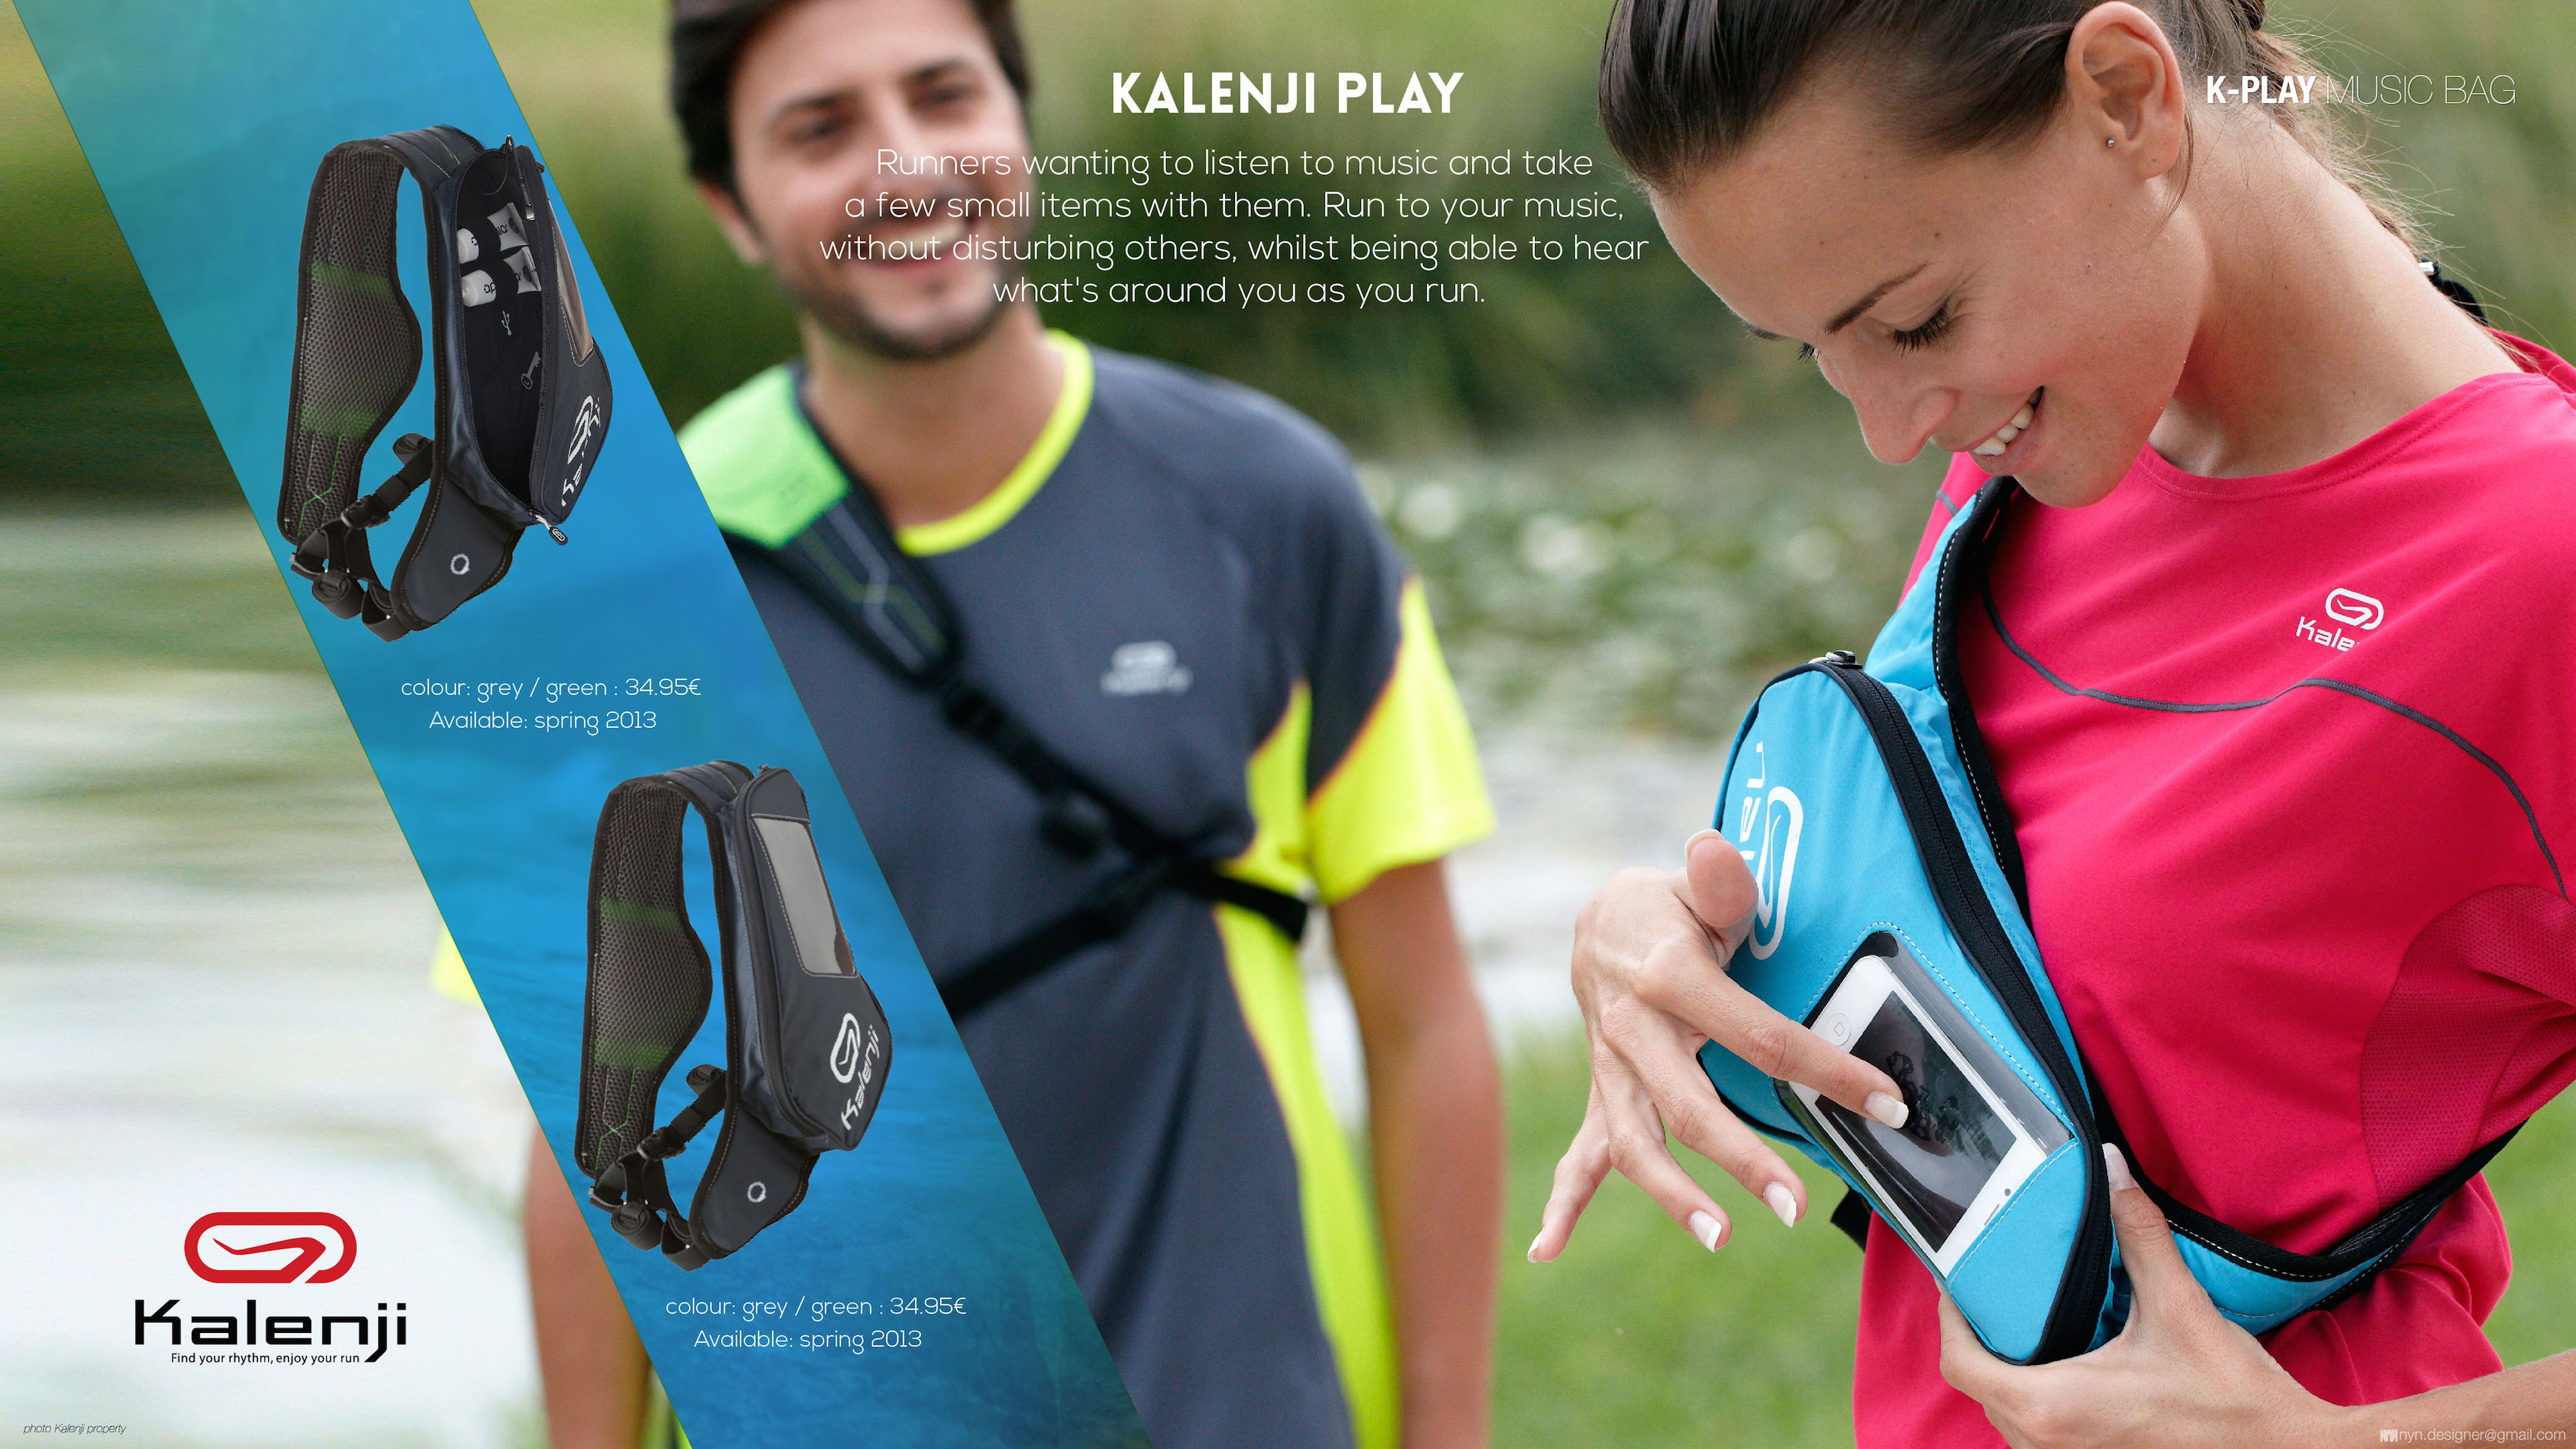 KALENJI PLAY
Runners wanting to listen to music and take
a few small items with them. Run to your music,
without disturbing others, whilst being able to hear
what's around you as you run.
K-PLAY MUSIC BAG
colour: grey / green : 34.95€
Available: spring 2013
Kalenji
colour: grey / green : 34.95€
Available: spring 2013
Kale
Kalenji
Find your rhythm, enjoy your run
photo Kalenji property
nyn.designer@gmail.com